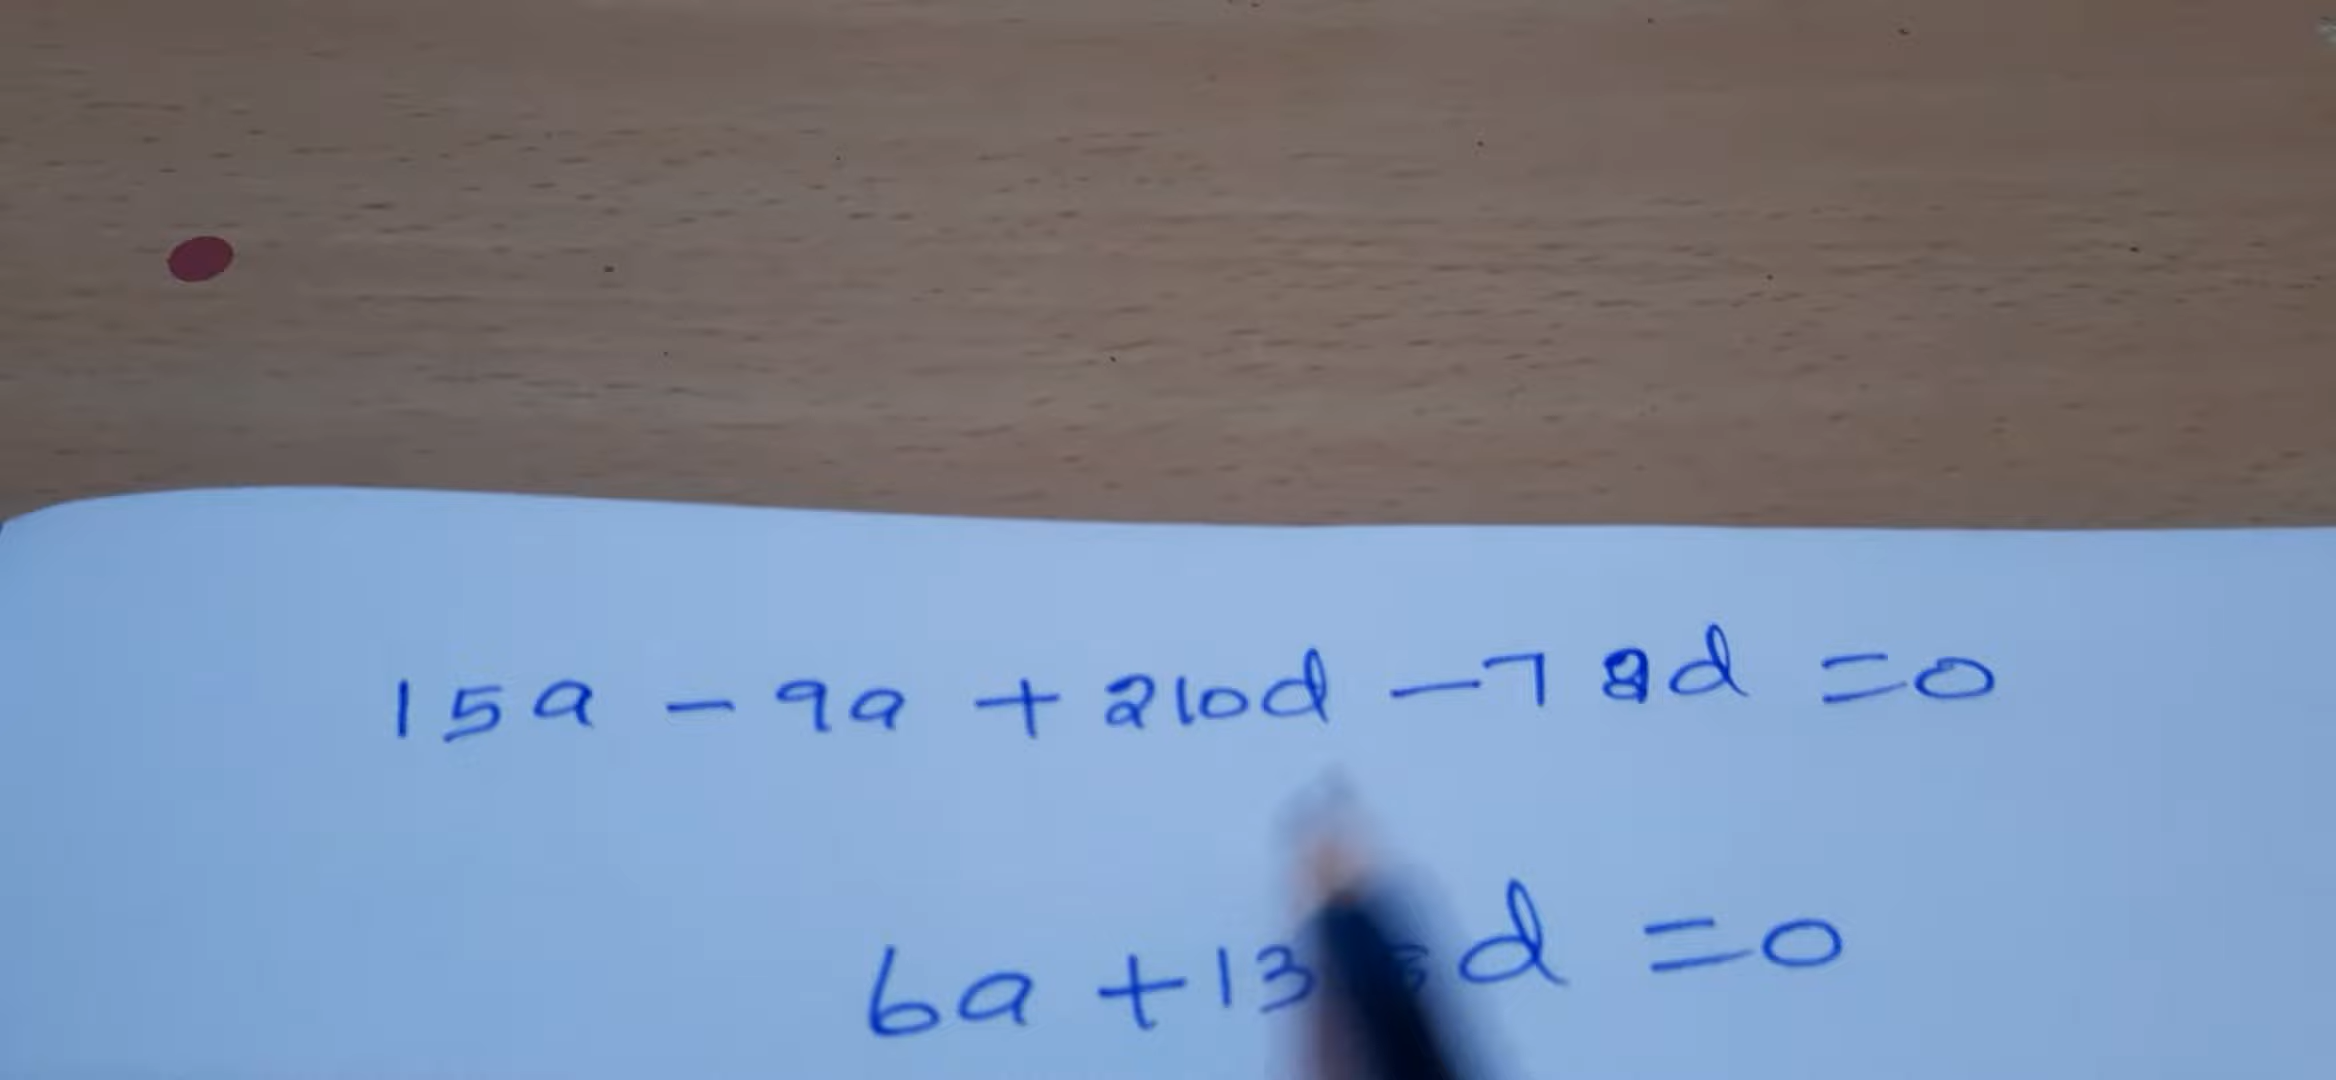 15a - 9a + 210d - 78d = 0
6a + 13 d = 0